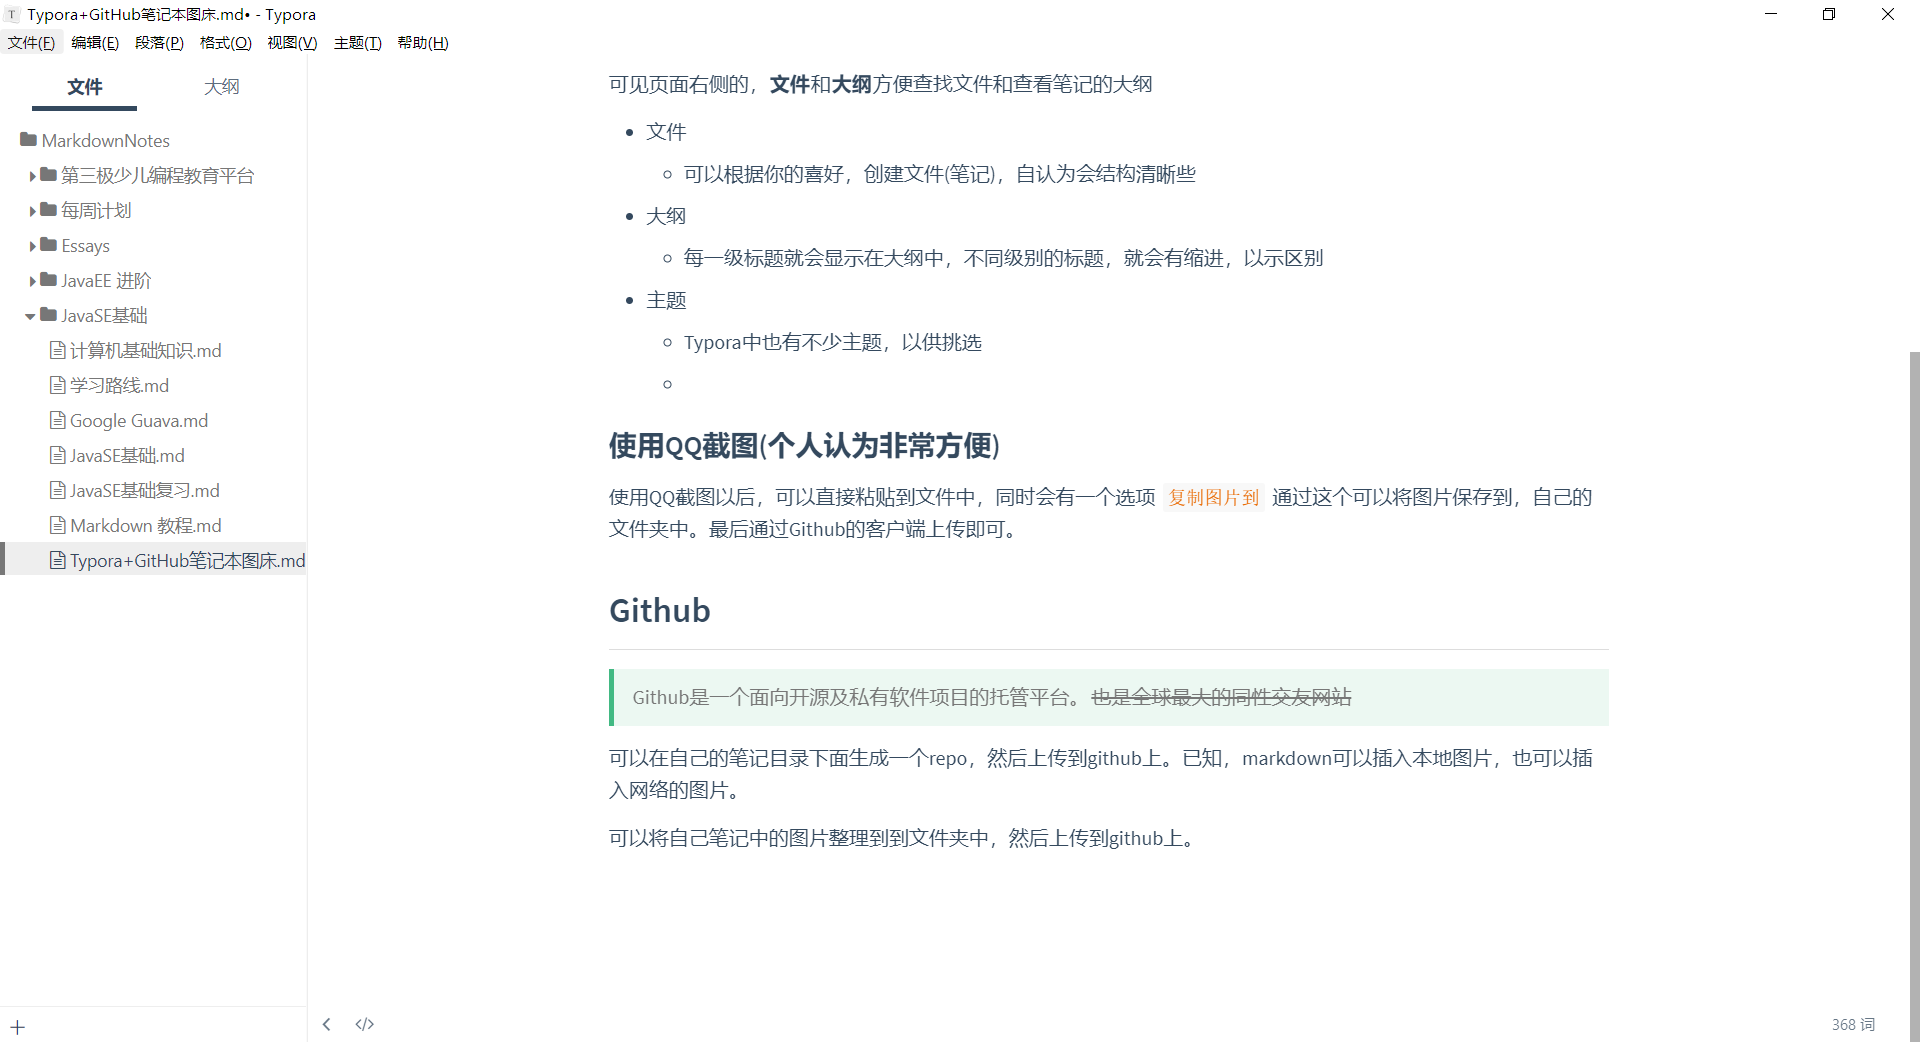 Typora+GitHub笔记本图床.md• - Typora
文件(F) 编辑(E) 段落(P) 格式(O) 视图(V) 主题(T) 帮助(H)
文件 大纲
MarkdownNotes
第三极少儿编程教育平台
每周计划
Essays
JavaEE 进阶
JavaSE基础
计算机基础知识.md
学习路线.md
Google Guava.md
JavaSE基础.md
JavaSE基础复习.md
Markdown 教程.md
Typora+GitHub笔记本图床.md
可见页面右侧的，文件和大纲方便查找文件和查看笔记的大纲
文件
可以根据你的喜好，创建文件(笔记)，自认为会结构清晰些
大纲
每一级标题就会显示在大纲中，不同级别的标题，就会有缩进，以示区别
主题
Typora中也有不少主题，以供挑选
使用QQ截图(个人认为非常方便)
使用QQ截图以后，可以直接粘贴到文件中，同时会有一个选项 复制图片到 通过这个可以将图片保存到，自己的
文件夹中。最后通过Github的客户端上传即可。
Github
Github是一个面向开源及私有软件项目的托管平台。也是全球最大的同性交友网站
可以在自己的笔记目录下面生成一个repo，然后上传到github上。已知，markdown可以插入本地图片，也可以插
入网络的图片。
可以将自己笔记中的图片整理到到文件夹中，然后上传到github上。
368 词